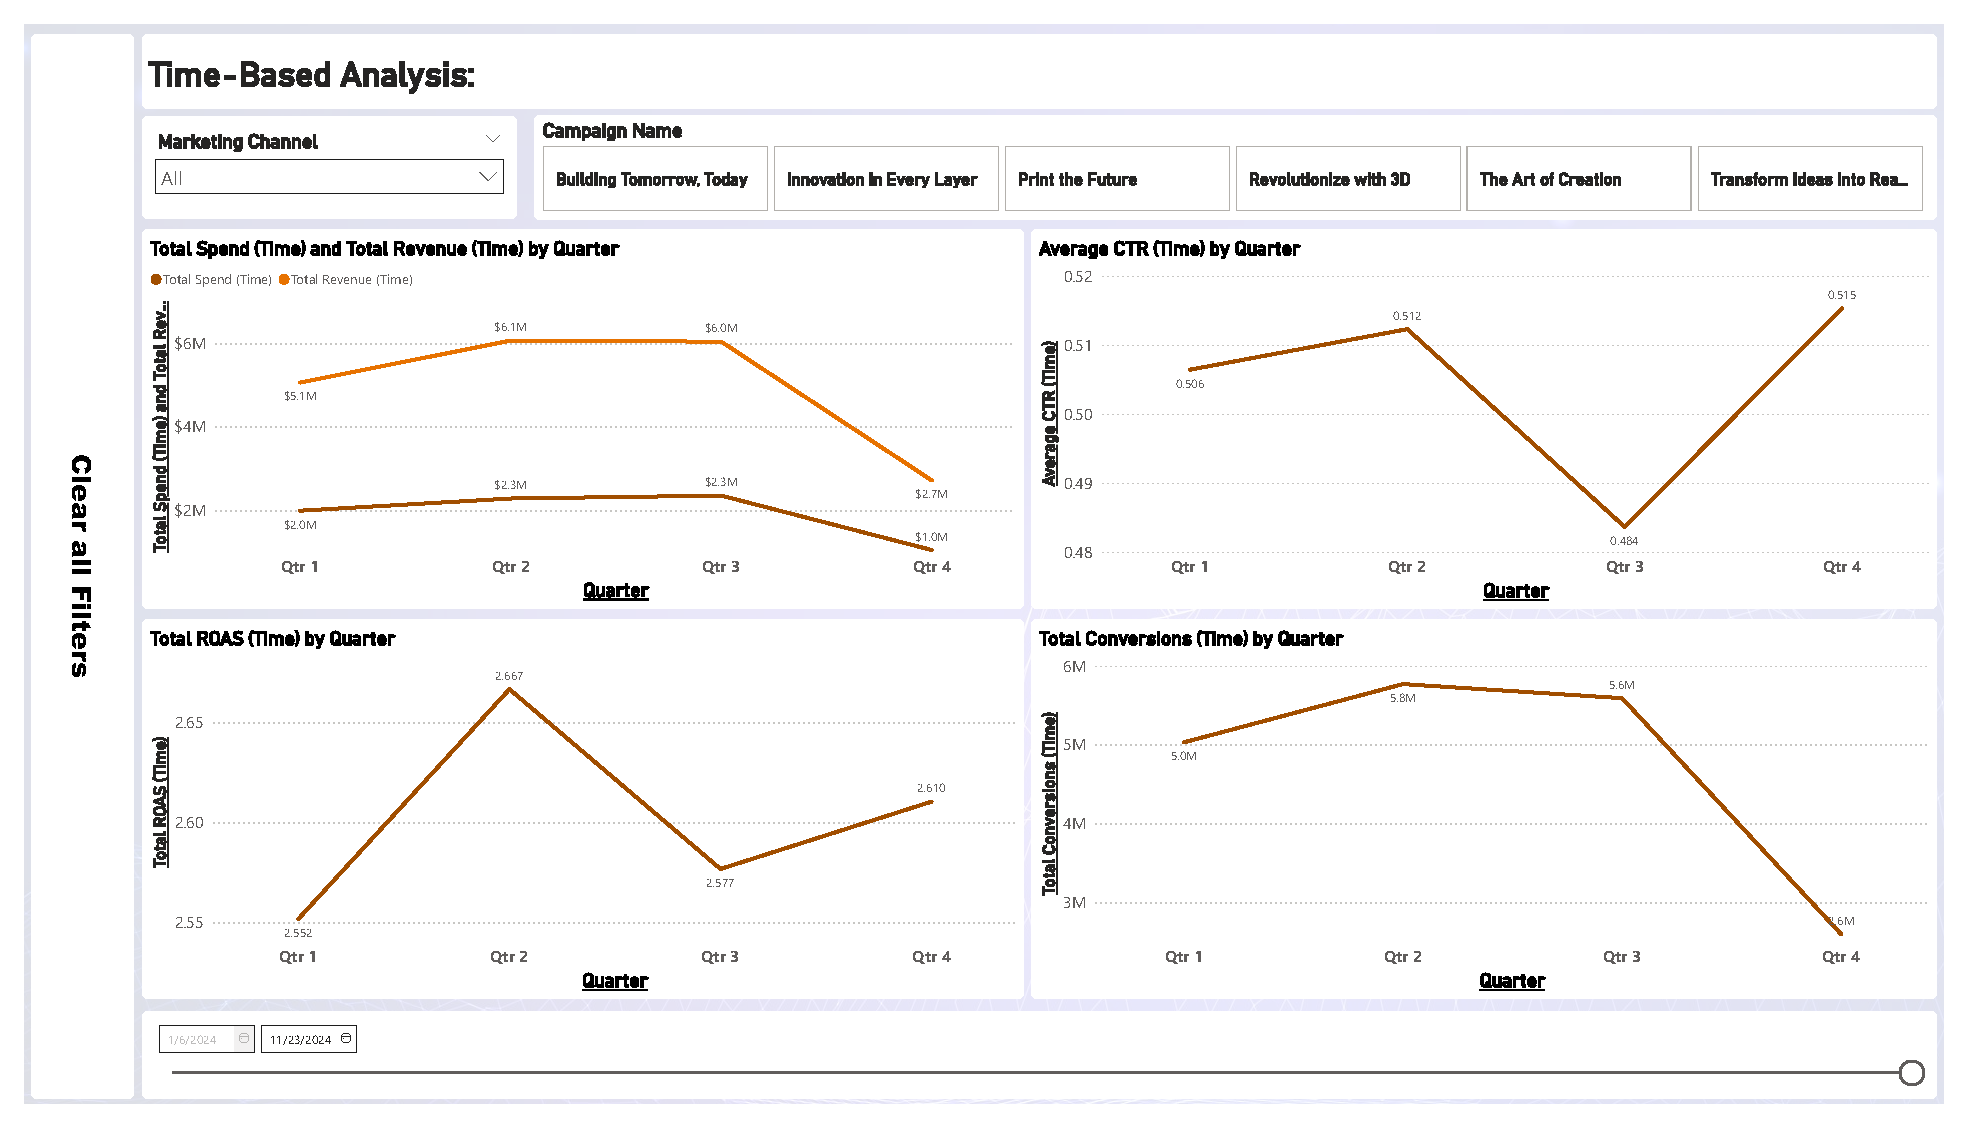 Time-Based Analysis:
Marketing Channel
All
Campaign Name
Building Tomorrow, Today
Innovation in Every Layer
Print the Future
Revolutionize with 3D
The Art of Creation
Transform Ideas into Rea...
Clear all Filters
Total Spend (Time) and Total Revenue (Time) by Quarter
Total Spend (Time) Total Revenue (Time)
Total Spend (Time) and Total Rev...
$6M
$4M
$2M
$5.1M
$6.1M
$6.0M
$2.7M
$2.0M
$2.3M
$2.3M
$1.0M
Qtr 1 Qtr 2 Qtr 3 Qtr 4
Quarter
Average CTR (Time) by Quarter
Average CTR (Time)
0.52
0.51
0.50
0.49
0.48
0.506
0.512
0.484
0.515
Qtr 1 Qtr 2 Qtr 3 Qtr 4
Quarter
Total ROAS (Time) by Quarter
Total ROAS (Time)
2.65
2.60
2.55
2.552
2.667
2.577
2.610
Qtr 1 Qtr 2 Qtr 3 Qtr 4
Quarter
Total Conversions (Time) by Quarter
Total Conversions (Time)
6M
5M
4M
3M
5.0M
5.8M
5.6M
Qtr 1 Qtr 2 Qtr 3 Qtr 4
Quarter
1/6/2024
11/23/2024